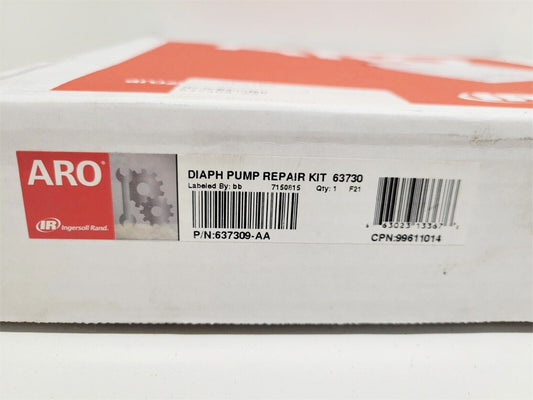 ARO
IR Ingersoll Rand.
DIAPH PUMP REPAIR KIT 63730
Labeled By: bb 7150815 Qty: 1 F21
P/N:637309-AA
CPN:99611014